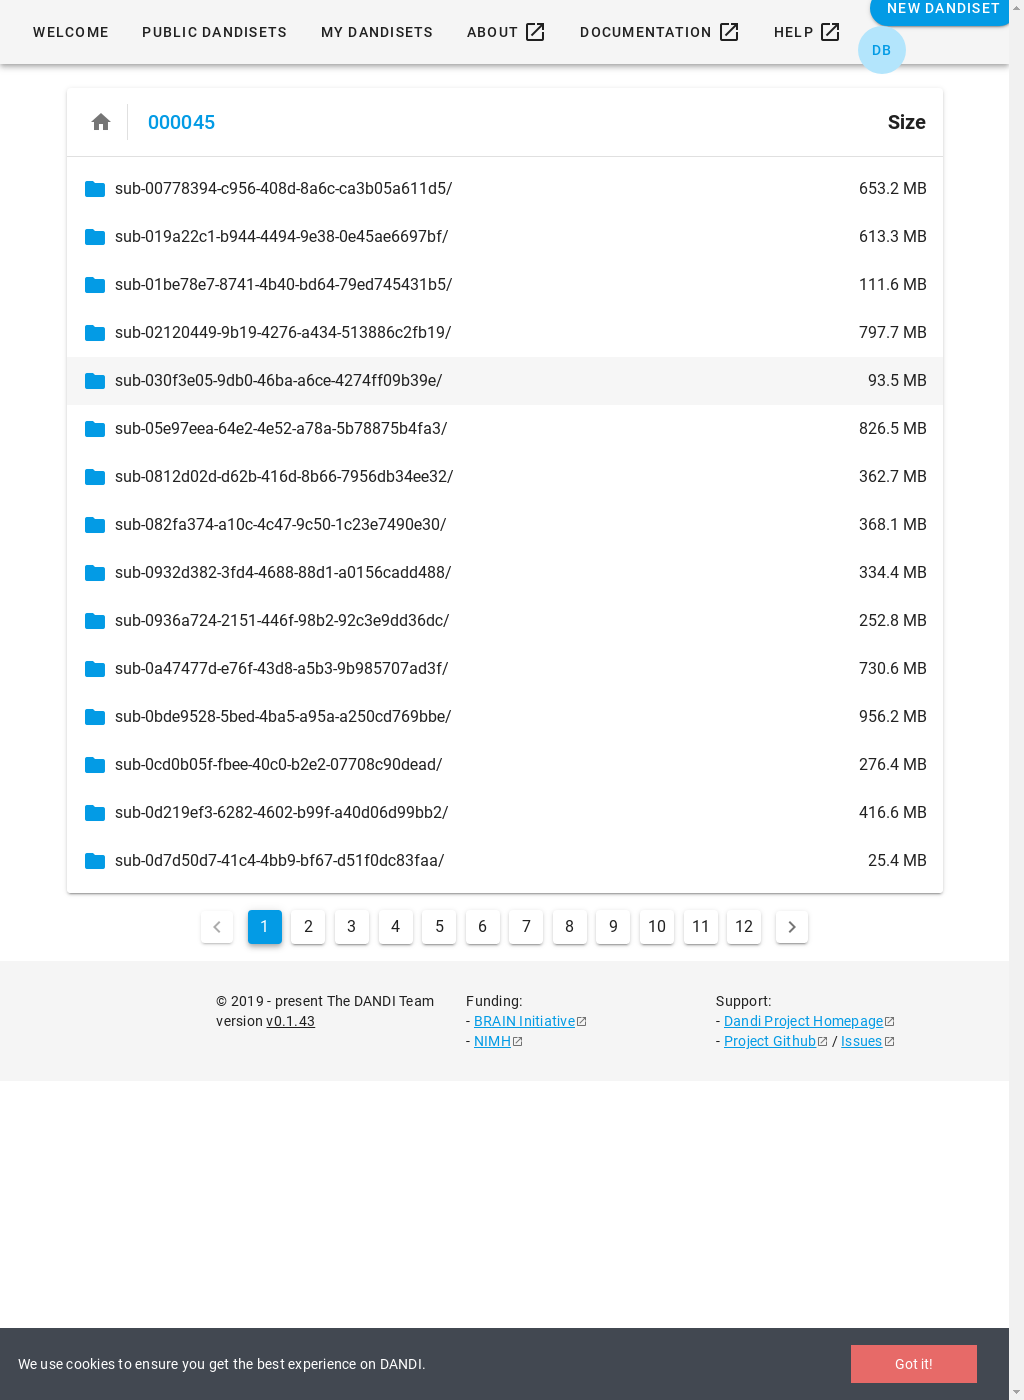 NEW DANDISET
WELCOME PUBLIC DANDISETS MY DANDISETS ABOUT DOCUMENTATION HELP
DB
000045 Size
sub-00778394-c956-408d-8a6c-ca3b05a611d5/ 653.2 MB
sub-019a22c1-b944-4494-9e38-0e45ae6697bf/ 613.3 MB
sub-01be78e7-8741-4b40-bd64-79ed745431b5/ 111.6 MB
sub-02120449-9b19-4276-a434-513886c2fb19/ 797.7 MB
sub-030f3e05-9db0-46ba-a6ce-4274ff09b39e/ 93.5 MB
sub-05e97eea-64e2-4e52-a78a-5b78875b4fa3/ 826.5 MB
sub-0812d02d-d62b-416d-8b66-7956db34ee32/ 362.7 MB
sub-082fa374-a10c-4c47-9c50-1c23e7490e30/ 368.1 MB
sub-0932d382-3fd4-4688-88d1-a0156cadd488/ 334.4 MB
sub-0936a724-2151-446f-98b2-92c3e9dd36dc/ 252.8 MB
sub-0a47477d-e76f-43d8-a5b3-9b985707ad3f/ 730.6 MB
sub-0bde9528-5bed-4ba5-a95a-a250cd769bbe/ 956.2 MB
sub-0cd0b05f-fbee-40c0-b2e2-07708c90dead/ 276.4 MB
sub-0d219ef3-6282-4602-b99f-a40d06d99bb2/ 416.6 MB
sub-0d7d50d7-41c4-4bb9-bf67-d51f0dc83faa/ 25.4 MB
1 2 3 4 5 6 7 8 9 10 11 12
© 2019 - present The DANDI Team
version v0.1.43
Funding:
- BRAIN Initiative
- NIMH
Support:
- Dandi Project Homepage
- Project Github / Issues
We use cookies to ensure you get the best experience on DANDI.
Got it!